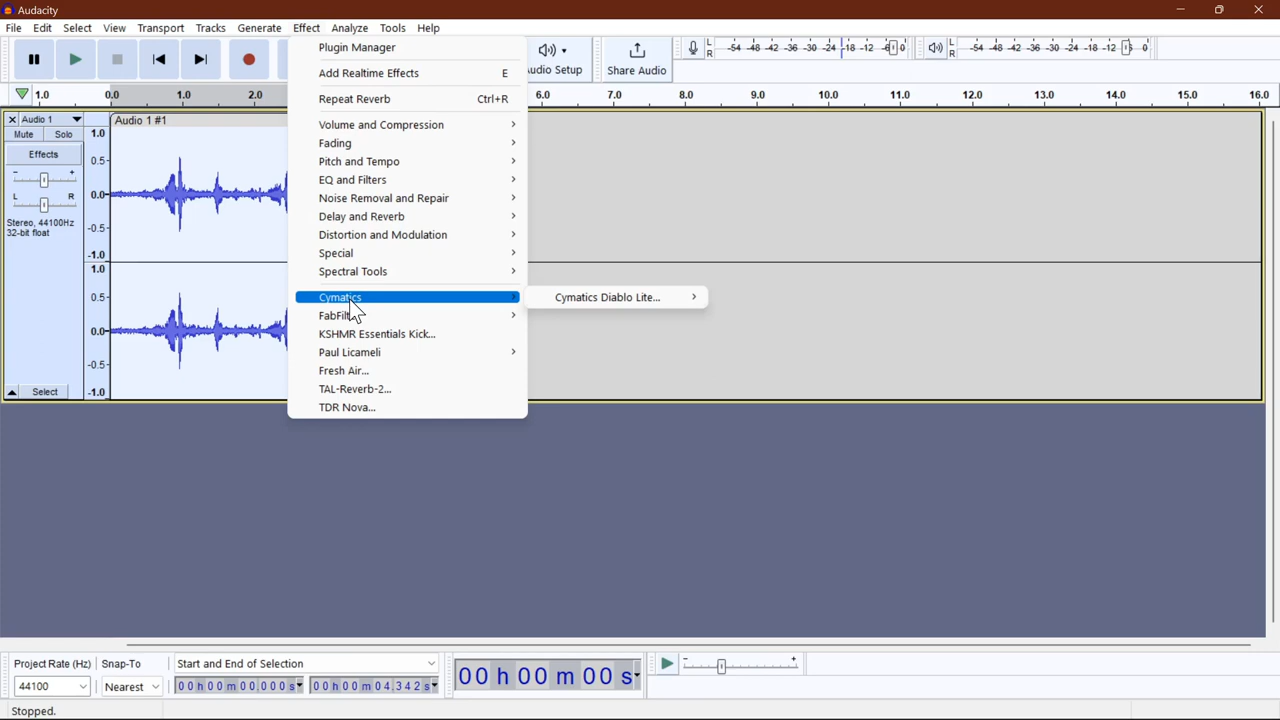 Audacity
File Edit Select View Transport Tracks Generate Effect Analyze Tools Help
Audio Setup
Share Audio
L
R
-54 -48 -42 -36 -30 -24 -18 -12 -6 0
L
R
-54 -48 -42 -36 -30 -24 -18 -12 -6 0
1.0 0.0 1.0 2.0 6.0 7.0 8.0 9.0 10.0 11.0 12.0 13.0 14.0 15.0 16.0
Audio 1
Mute Solo
Effects
- +
L R
Stereo, 44100Hz
32-bit float
Select
1.0
0.5
0.0
-0.5
-1.0
1.0
0.5
0.0
-0.5
-1.0
Audio 1 #1
Plugin Manager
Add Realtime Effects E
Repeat Reverb Ctrl+R
Volume and Compression
Fading
Pitch and Tempo
EQ and Filters
Noise Removal and Repair
Delay and Reverb
Distortion and Modulation
Special
Spectral Tools
Cymatics
KSHMR Essentials Kick...
Paul Licameli
Fresh Air...
TAL-Reverb-2...
TDR Nova...
Cymatics Diablo Lite...
Project Rate (Hz) Snap-To
44100 Nearest
Start and End of Selection
00 h 00 m 00.000 s 00 h 00 m 04.342 s
00 h 00 m 00 s
- +
Stopped.